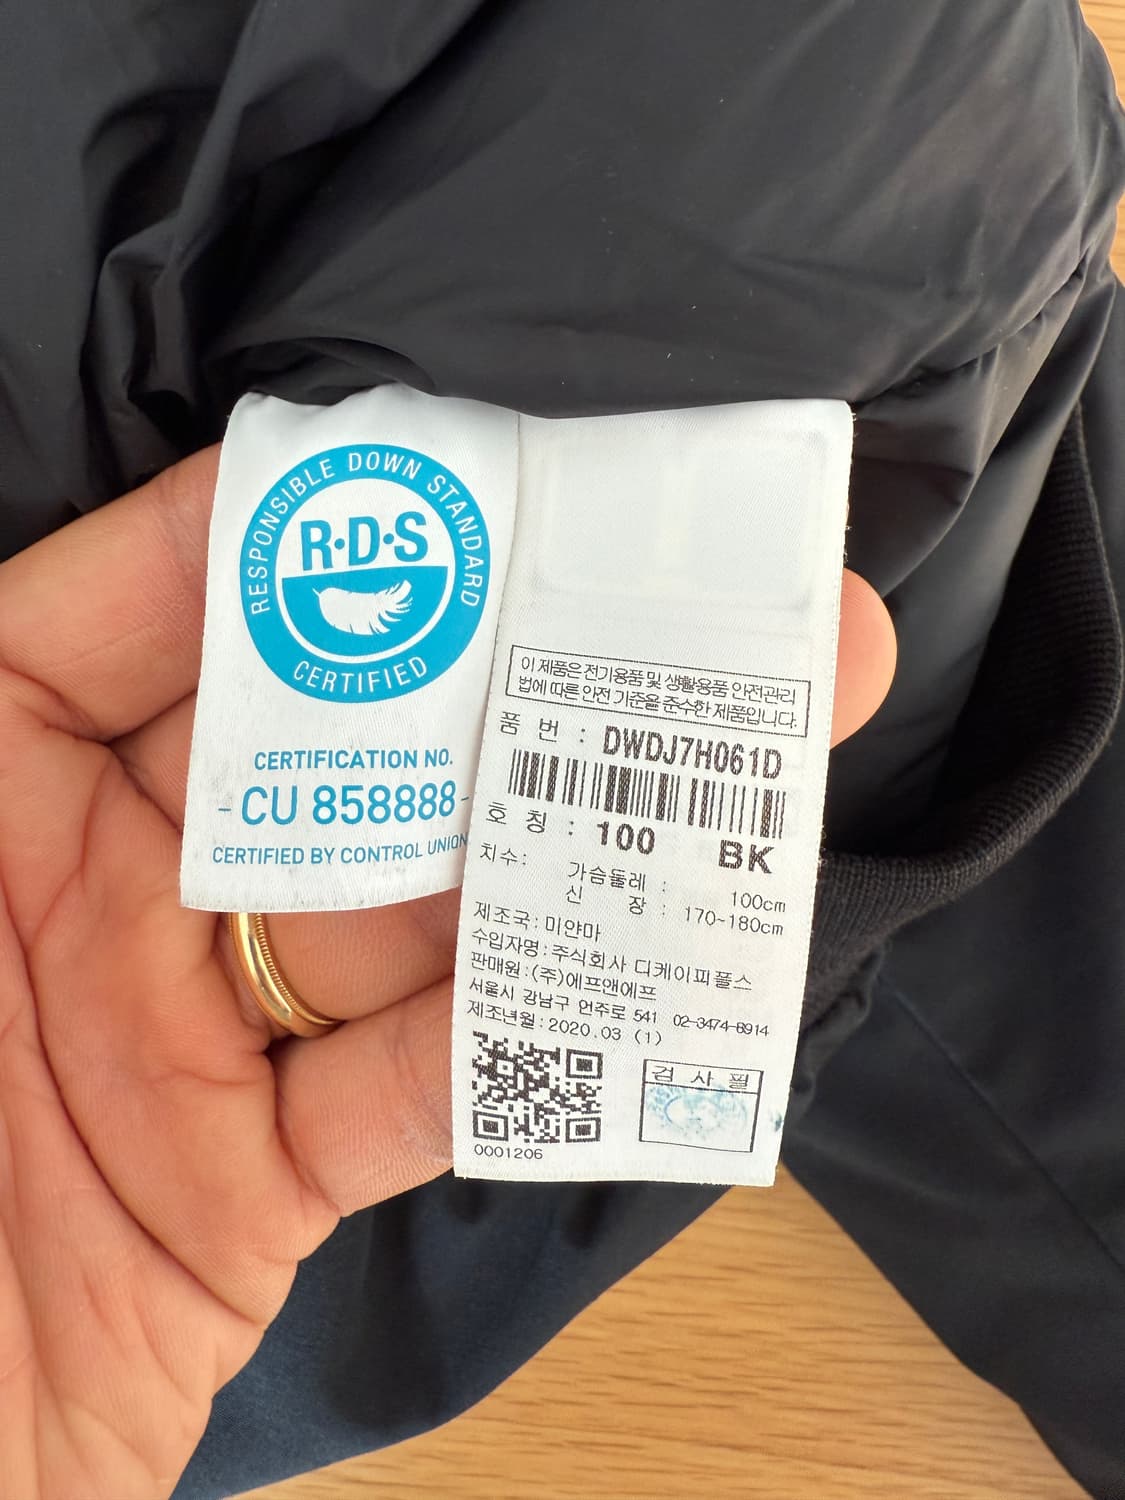 RESPONSIBLE DOWN STANDARD
R·D·S
CERTIFIED
CERTIFICATION NO.
- CU 858888 -
CERTIFIED BY CONTROL UNION
이 제품은 전기용품 및 생활용품 안전관리
법에 따른 안전 기준을 준수한 제품입니다.
품 번 : DWDJ7H061D
호 칭 : 100 BK
치수: 가슴둘레 : 100cm
신 장 : 170~180cm
제조국: 미얀마
수입자명: 주식회사 디케이피플스
판매원: (주)에프앤에프
서울시 강남구 언주로 541 02-3474-6914
제조년월: 2020.03 (1)
검 사 필
0001206